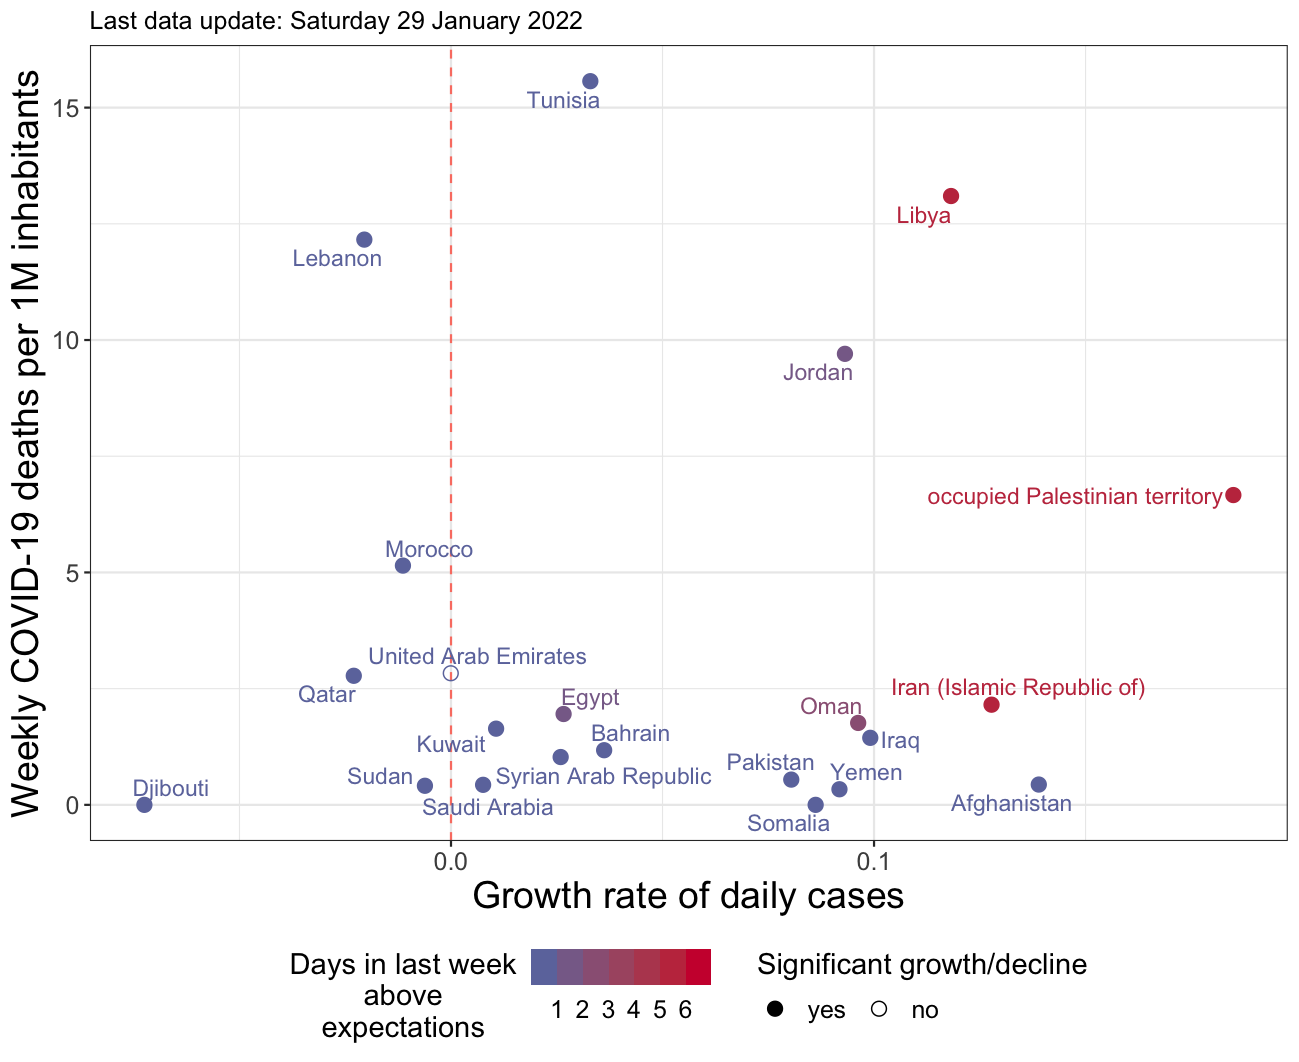 Last data update: Saturday 29 January 2022
Weekly COVID-19 deaths per 1M inhabitants
15
10
5
0
Tunisia
Libya
Lebanon
Jordan
occupied Palestinian territory
Morocco
United Arab Emirates
Qatar
Iran (Islamic Republic of)
Egypt
Oman
Bahrain
Kuwait
Iraq
Pakistan
Yemen
Sudan
Syrian Arab Republic
Djibouti
Saudi Arabia
Afghanistan
Somalia
0.0
0.1
Growth rate of daily cases
Days in last week
above
expectations
1 2 3 4 5 6
Significant growth/decline
yes
no